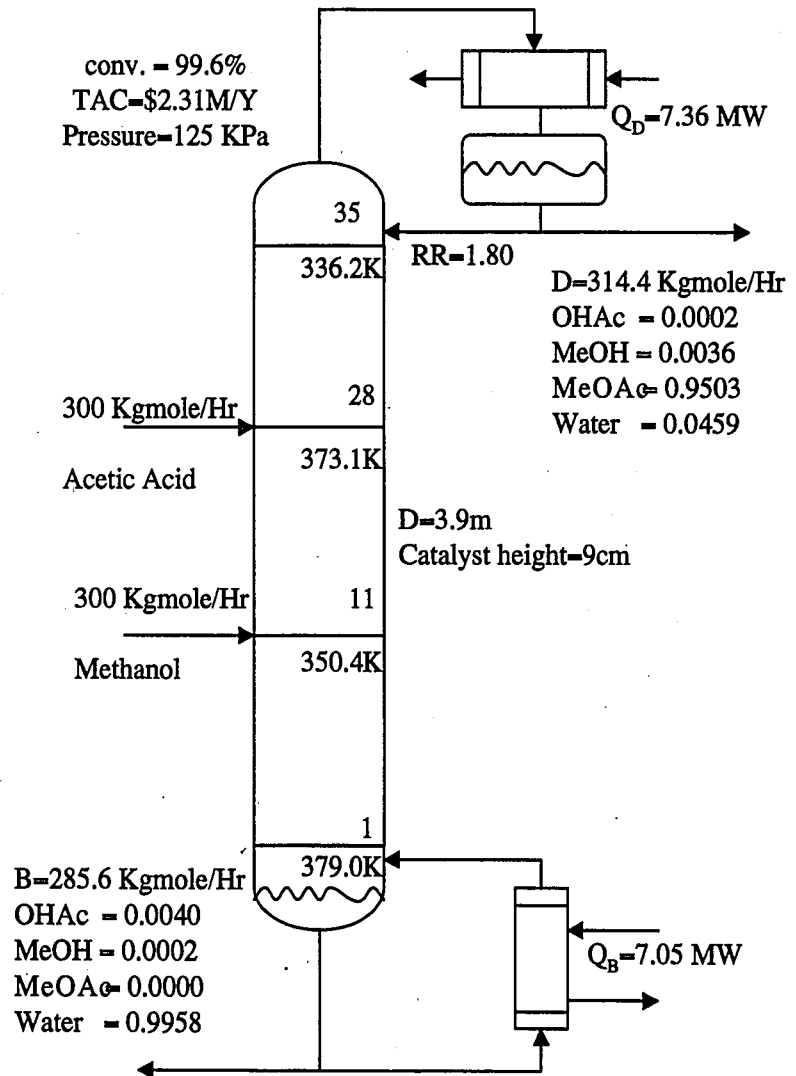 conv. = 99.6%
TAC=$2.31M/Y
Pressure=125 KPa
Q_D=7.36 MW
35
RR=1.80
336.2K
D=314.4 Kgmole/Hr
OHAc = 0.0002
MeOH = 0.0036
MeOAc= 0.9503
Water = 0.0459
300 Kgmole/Hr
28
Acetic Acid
373.1K
D=3.9m
Catalyst height=9cm
300 Kgmole/Hr
11
Methanol
350.4K
1
379.0K
B=285.6 Kgmole/Hr
OHAc = 0.0040
MeOH = 0.0002
MeOAc= 0.0000
Water = 0.9958
Q_B=7.05 MW